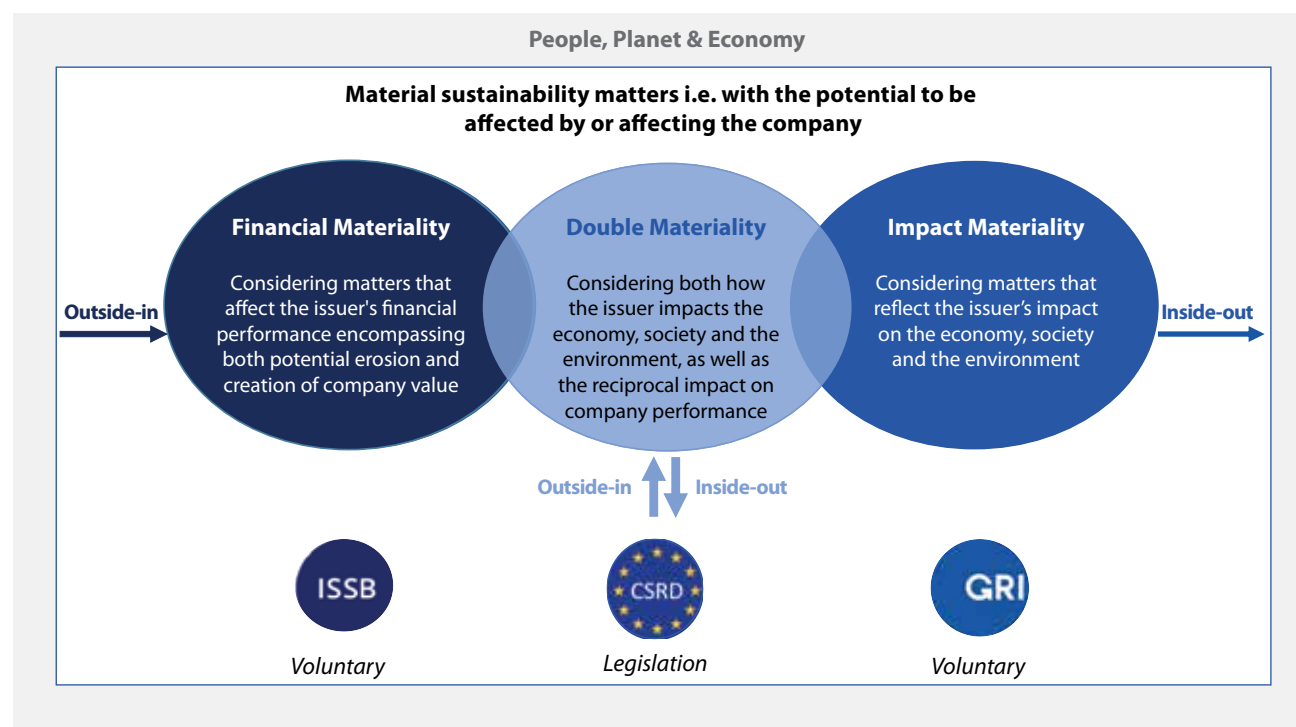 People, Planet & Economy
Material sustainability matters i.e. with the potential to be
affected by or affecting the company
Financial Materiality
Considering matters that
affect the issuer's financial
performance encompassing
both potential erosion and
creation of company value
Double Materiality
Considering both how
the issuer impacts the
economy, society and the
environment, as well as
the reciprocal impact on
company performance
Impact Materiality
Considering matters that
reflect the issuer’s impact
on the economy, society
and the environment
Outside-in
Inside-out
Outside-in
Inside-out
ISSB
CSRD
GRI
Voluntary
Legislation
Voluntary